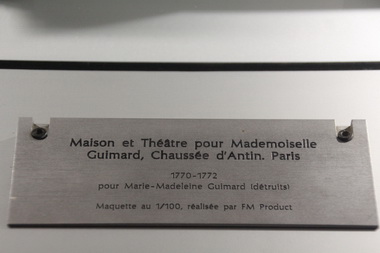 Maison et Théâtre pour Mademoiselle
Guimard, Chaussée d'Antin. Paris
1770-1772
pour Marie-Madeleine Guimard (détruits)
Maquette au 1/100, réalisée par FM Product